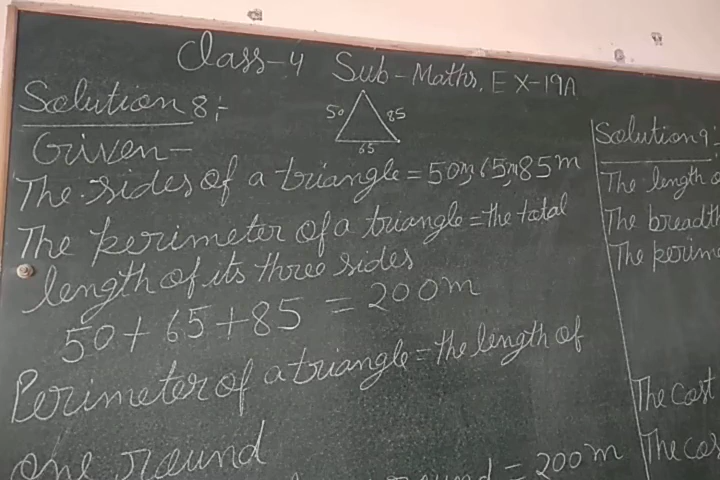 Class-4 Sub-Maths, EX-19A
Solution 8:-
50 85
65
Given-
The sides of a triangle = 50m, 65m, 85m
The perimeter of a triangle = the total
length of its three sides
50+65+85 = 200m
Perimeter of a triangle = the length of
one round
= 200m
Solution 9:-
The length
The breadth
The
The cost
The